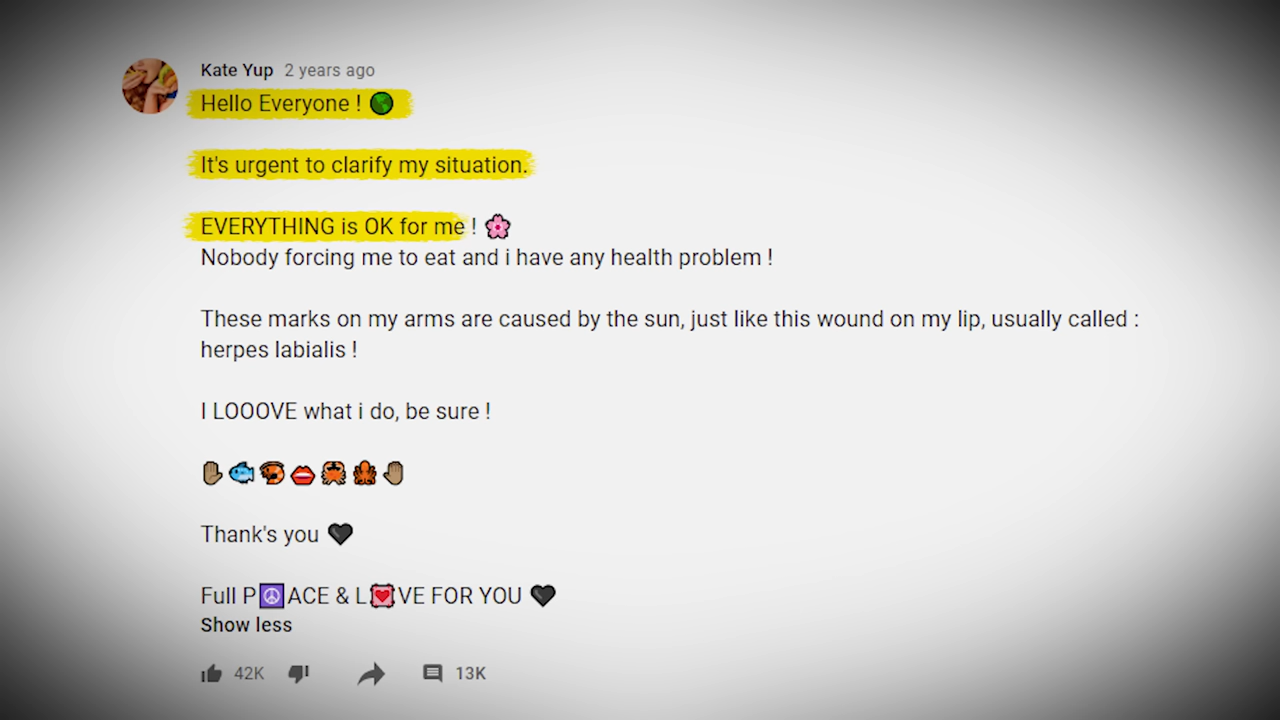 Kate Yup 2 years ago
Hello Everyone ! 🌎
It's urgent to clarify my situation.
EVERYTHING is OK for me ! 🌸
Nobody forcing me to eat and i have any health problem !
These marks on my arms are caused by the sun, just like this wound on my lip, usually called :
herpes labialis !
I LOOOVE what i do, be sure !
✋🏽🐟🦐👄🦀🐙🤚🏽
Thank's you 🖤
Full P☮️ACE & L💟VE FOR YOU 🖤
Show less
42K 13K